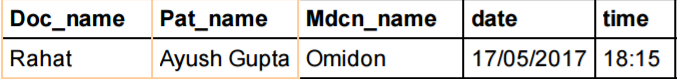 Doc_name Pat_name Mdcn_name date time
Rahat Ayush Gupta Omidon 17/05/2017 18:15